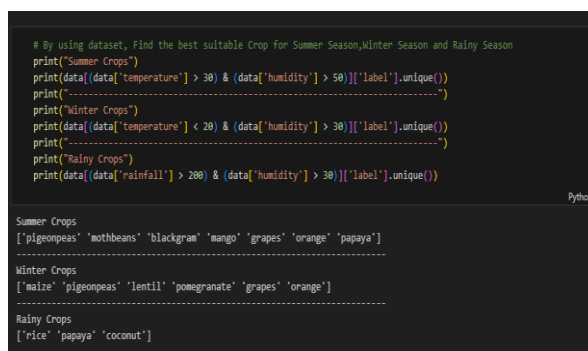 # By using dataset, Find the best suitable Crop for Summer Season,Winter Season and Rainy Season
print("Summer Crops")
print(data[(data['temperature'] > 30) & (data['humidity'] > 50)]['label'].unique())
print("-----------------------------------------------------------------------")
print("Winter Crops")
print(data[(data['temperature'] < 20) & (data['humidity'] > 30)]['label'].unique())
print("-----------------------------------------------------------------------")
print("Rainy Crops")
print(data[(data['rainfall'] > 200) & (data['humidity'] > 30)]['label'].unique())
Pytho
Summer Crops
['pigeonpeas' 'mothbeans' 'blackgram' 'mango' 'grapes' 'orange' 'papaya']
-----------------------------------------------------------------------
Winter Crops
['maize' 'pigeonpeas' 'lentil' 'pomegranate' 'grapes' 'orange']
-----------------------------------------------------------------------
Rainy Crops
['rice' 'papaya' 'coconut']